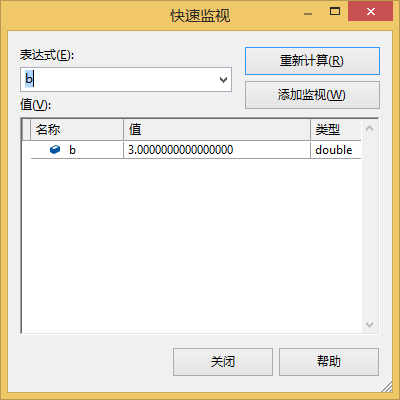 快速监视
表达式(E):
重新计算(R)
b
添加监视(W)
值(V):
名称 值 类型
b 3.0000000000000000 double
关闭 帮助